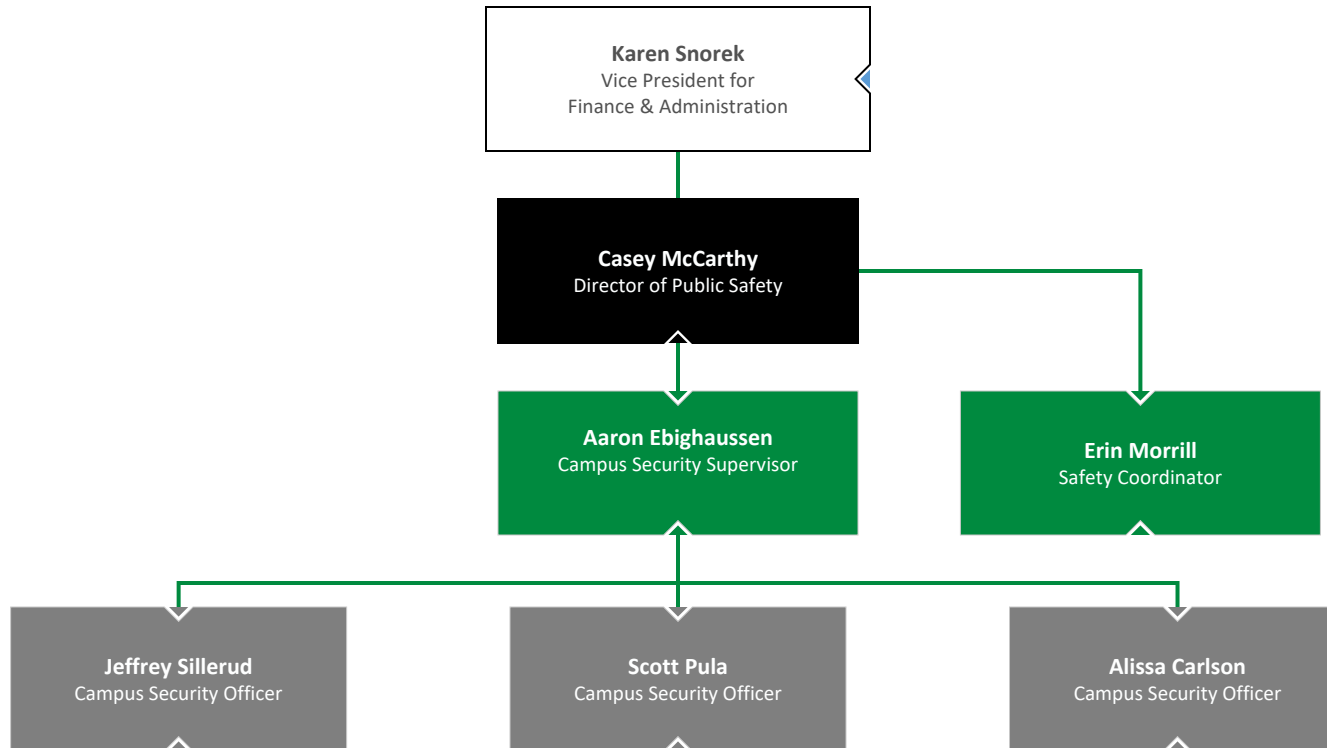 Karen Snorek
Vice President for
Finance & Administration
Casey McCarthy
Director of Public Safety
Aaron Ebighaussen
Campus Security Supervisor
Erin Morrill
Safety Coordinator
Jeffrey Sillerud
Campus Security Officer
Scott Pula
Campus Security Officer
Alissa Carlson
Campus Security Officer